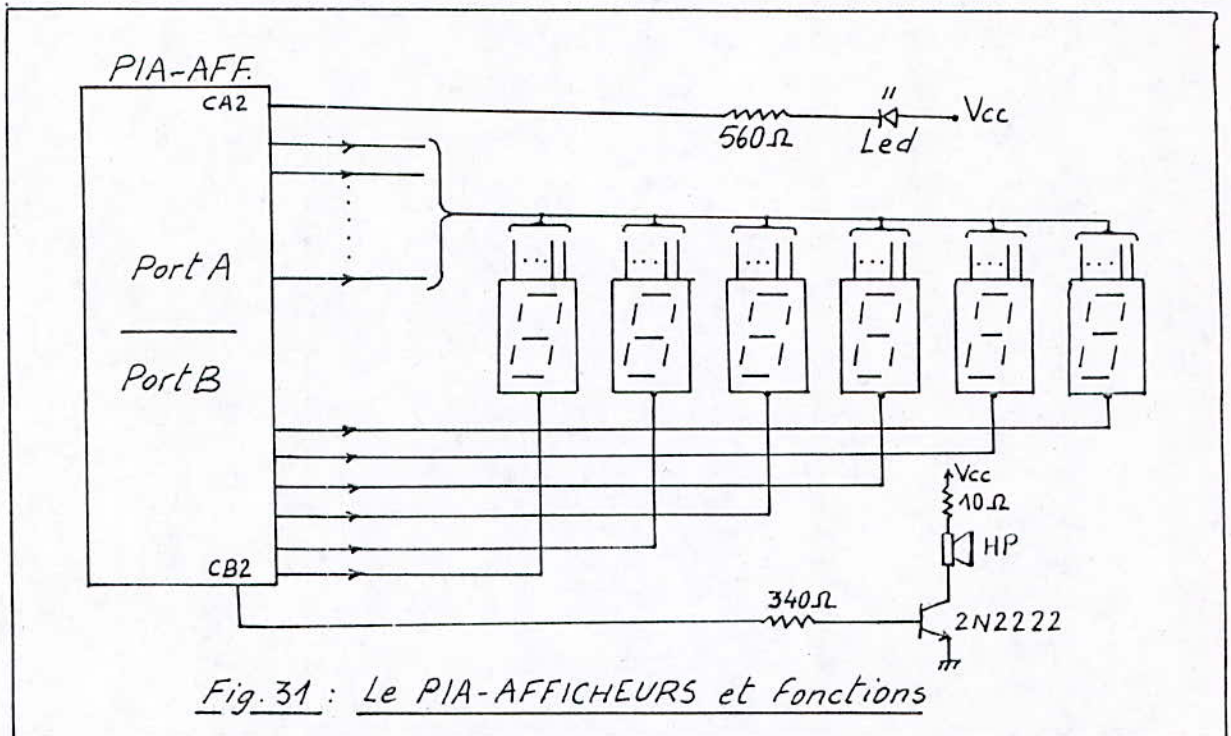 PIA-AFF.
CA2
560Ω
Led
Vcc
Port A
Port B
Vcc
10Ω
HP
CB2
340Ω
2N2222
Fig.31 : Le PIA-AFFICHEURS et Fonctions